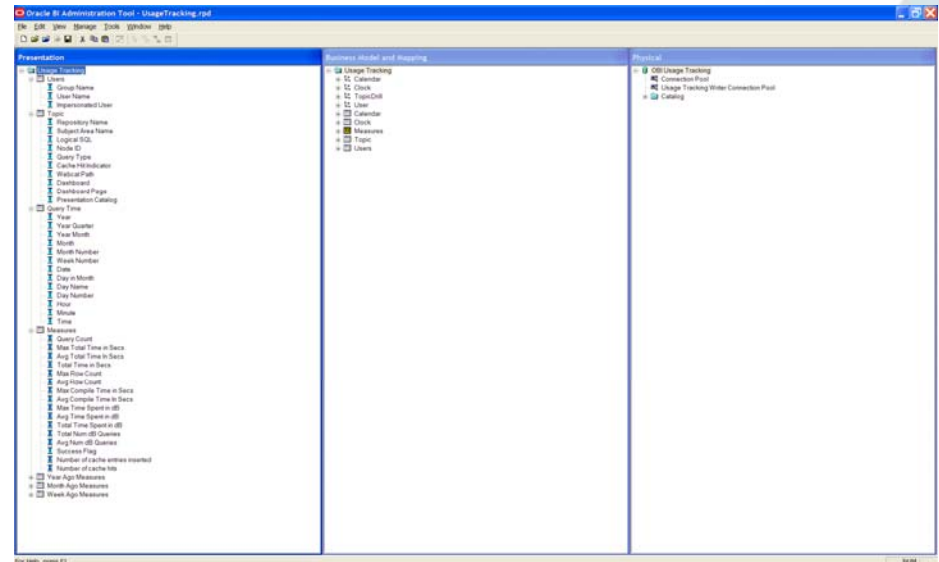 Oracle BI Administration Tool - UsageTracking.rpd
File Edit View Manage Tools Window Help
Presentation
Usage Tracking
Users
Group Name
User Name
Impersonated User
Topic
Repository Name
Subject Area Name
Logical SQL
Node ID
Query Type
Cache Hit Indicator
Webcat Path
Dashboard
Dashboard Page
Presentation Catalog
Query Time
Year
Year Quarter
Year Month
Month
Month Number
Week Number
Date
Day in Month
Day Name
Day Number
Hour
Minute
Time
Measures
Query Count
Max Total Time in Secs
Avg Total Time In Secs
Total Time in Secs
Max Row Count
Avg Row Count
Max Compile Time in Secs
Avg Compile Time In Secs
Max Time Spent in dB
Avg Time Spent in dB
Total Time Spent in dB
Total Num dB Queries
Avg Num dB Queries
Success Flag
Number of cache entries inserted
Number of cache hits
Year Ago Measures
Month Ago Measures
Week Ago Measures
Business Model and Mapping
Usage Tracking
Calendar
Clock
TopicDrill
User
Calendar
Clock
Measures
Topic
Users
Physical
OBI Usage Tracking
Connection Pool
Usage Tracking Writer Connection Pool
Catalog
For Help, press F1